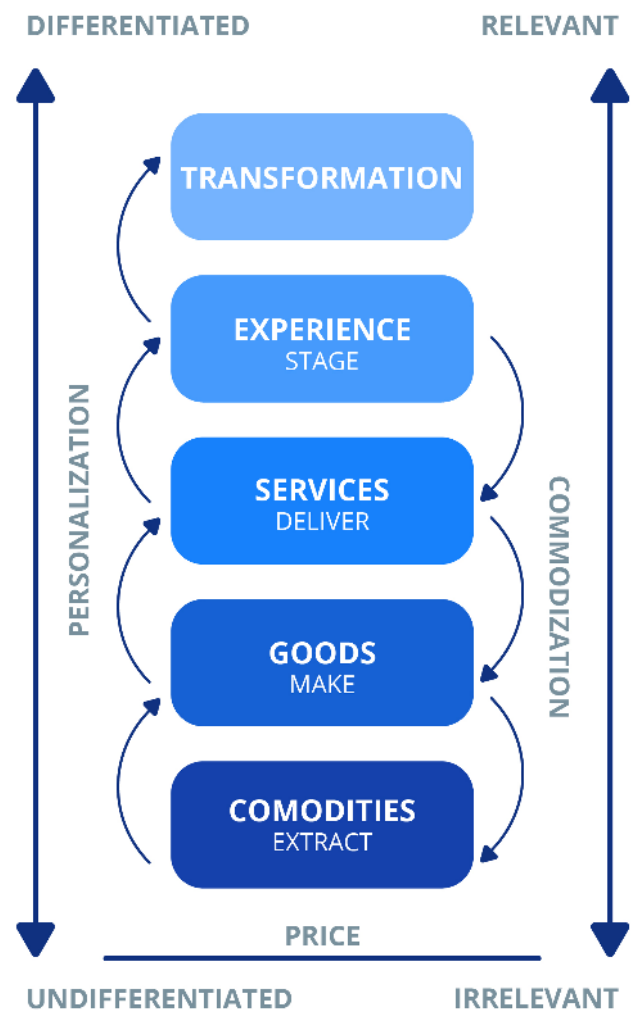 DIFFERENTIATED
RELEVANT
TRANSFORMATION
EXPERIENCE
STAGE
PERSONALIZATION
SERVICES
DELIVER
COMMODIZATION
GOODS
MAKE
COMODITIES
EXTRACT
PRICE
UNDIFFERENTIATED
IRRELEVANT